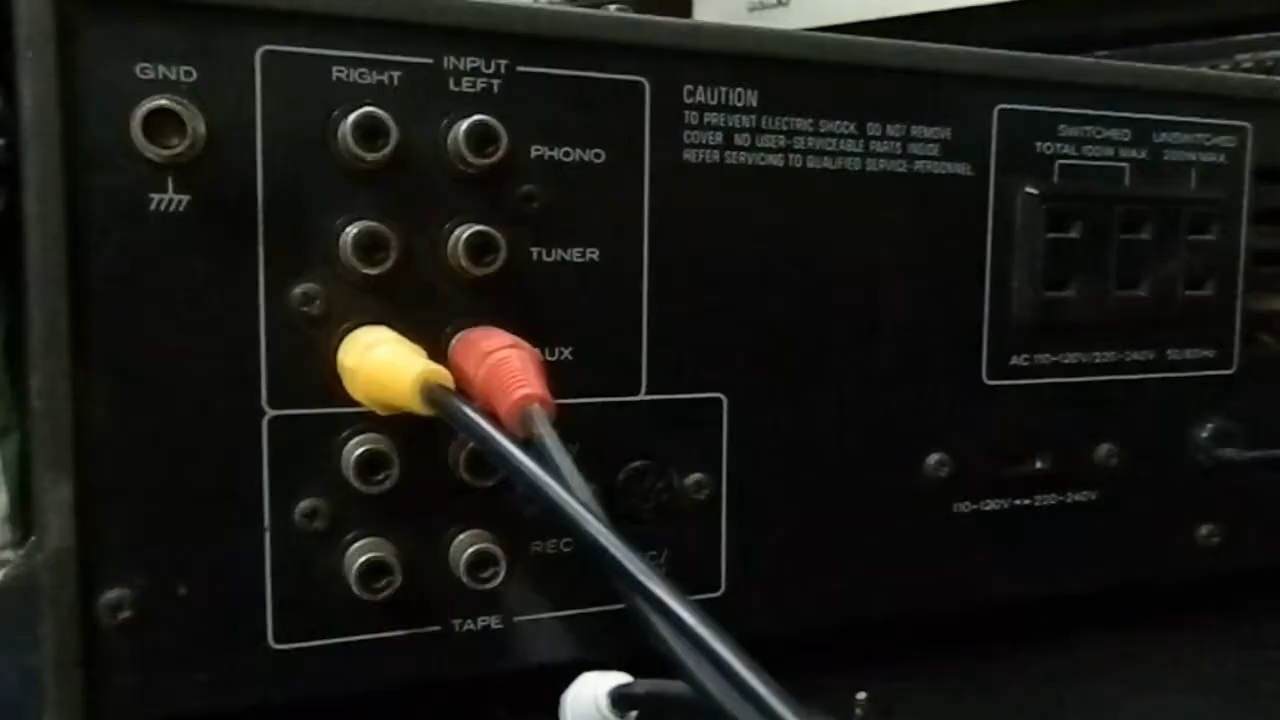 GND
INPUT
RIGHT LEFT
PHONO
TUNER
AUX
REC
TAPE
CAUTION
TO PREVENT ELECTRIC SHOCK. DO NOT REMOVE
COVER. NO USER-SERVICEABLE PARTS INSIDE.
REFER SERVICING TO QUALIFIED SERVICE-PERSONNEL.
SWITCHED UNSWITCHED
TOTAL 100W MAX. 200W MAX.
AC 110-120V/220-240V 50/60Hz
110-120V↔220-240V